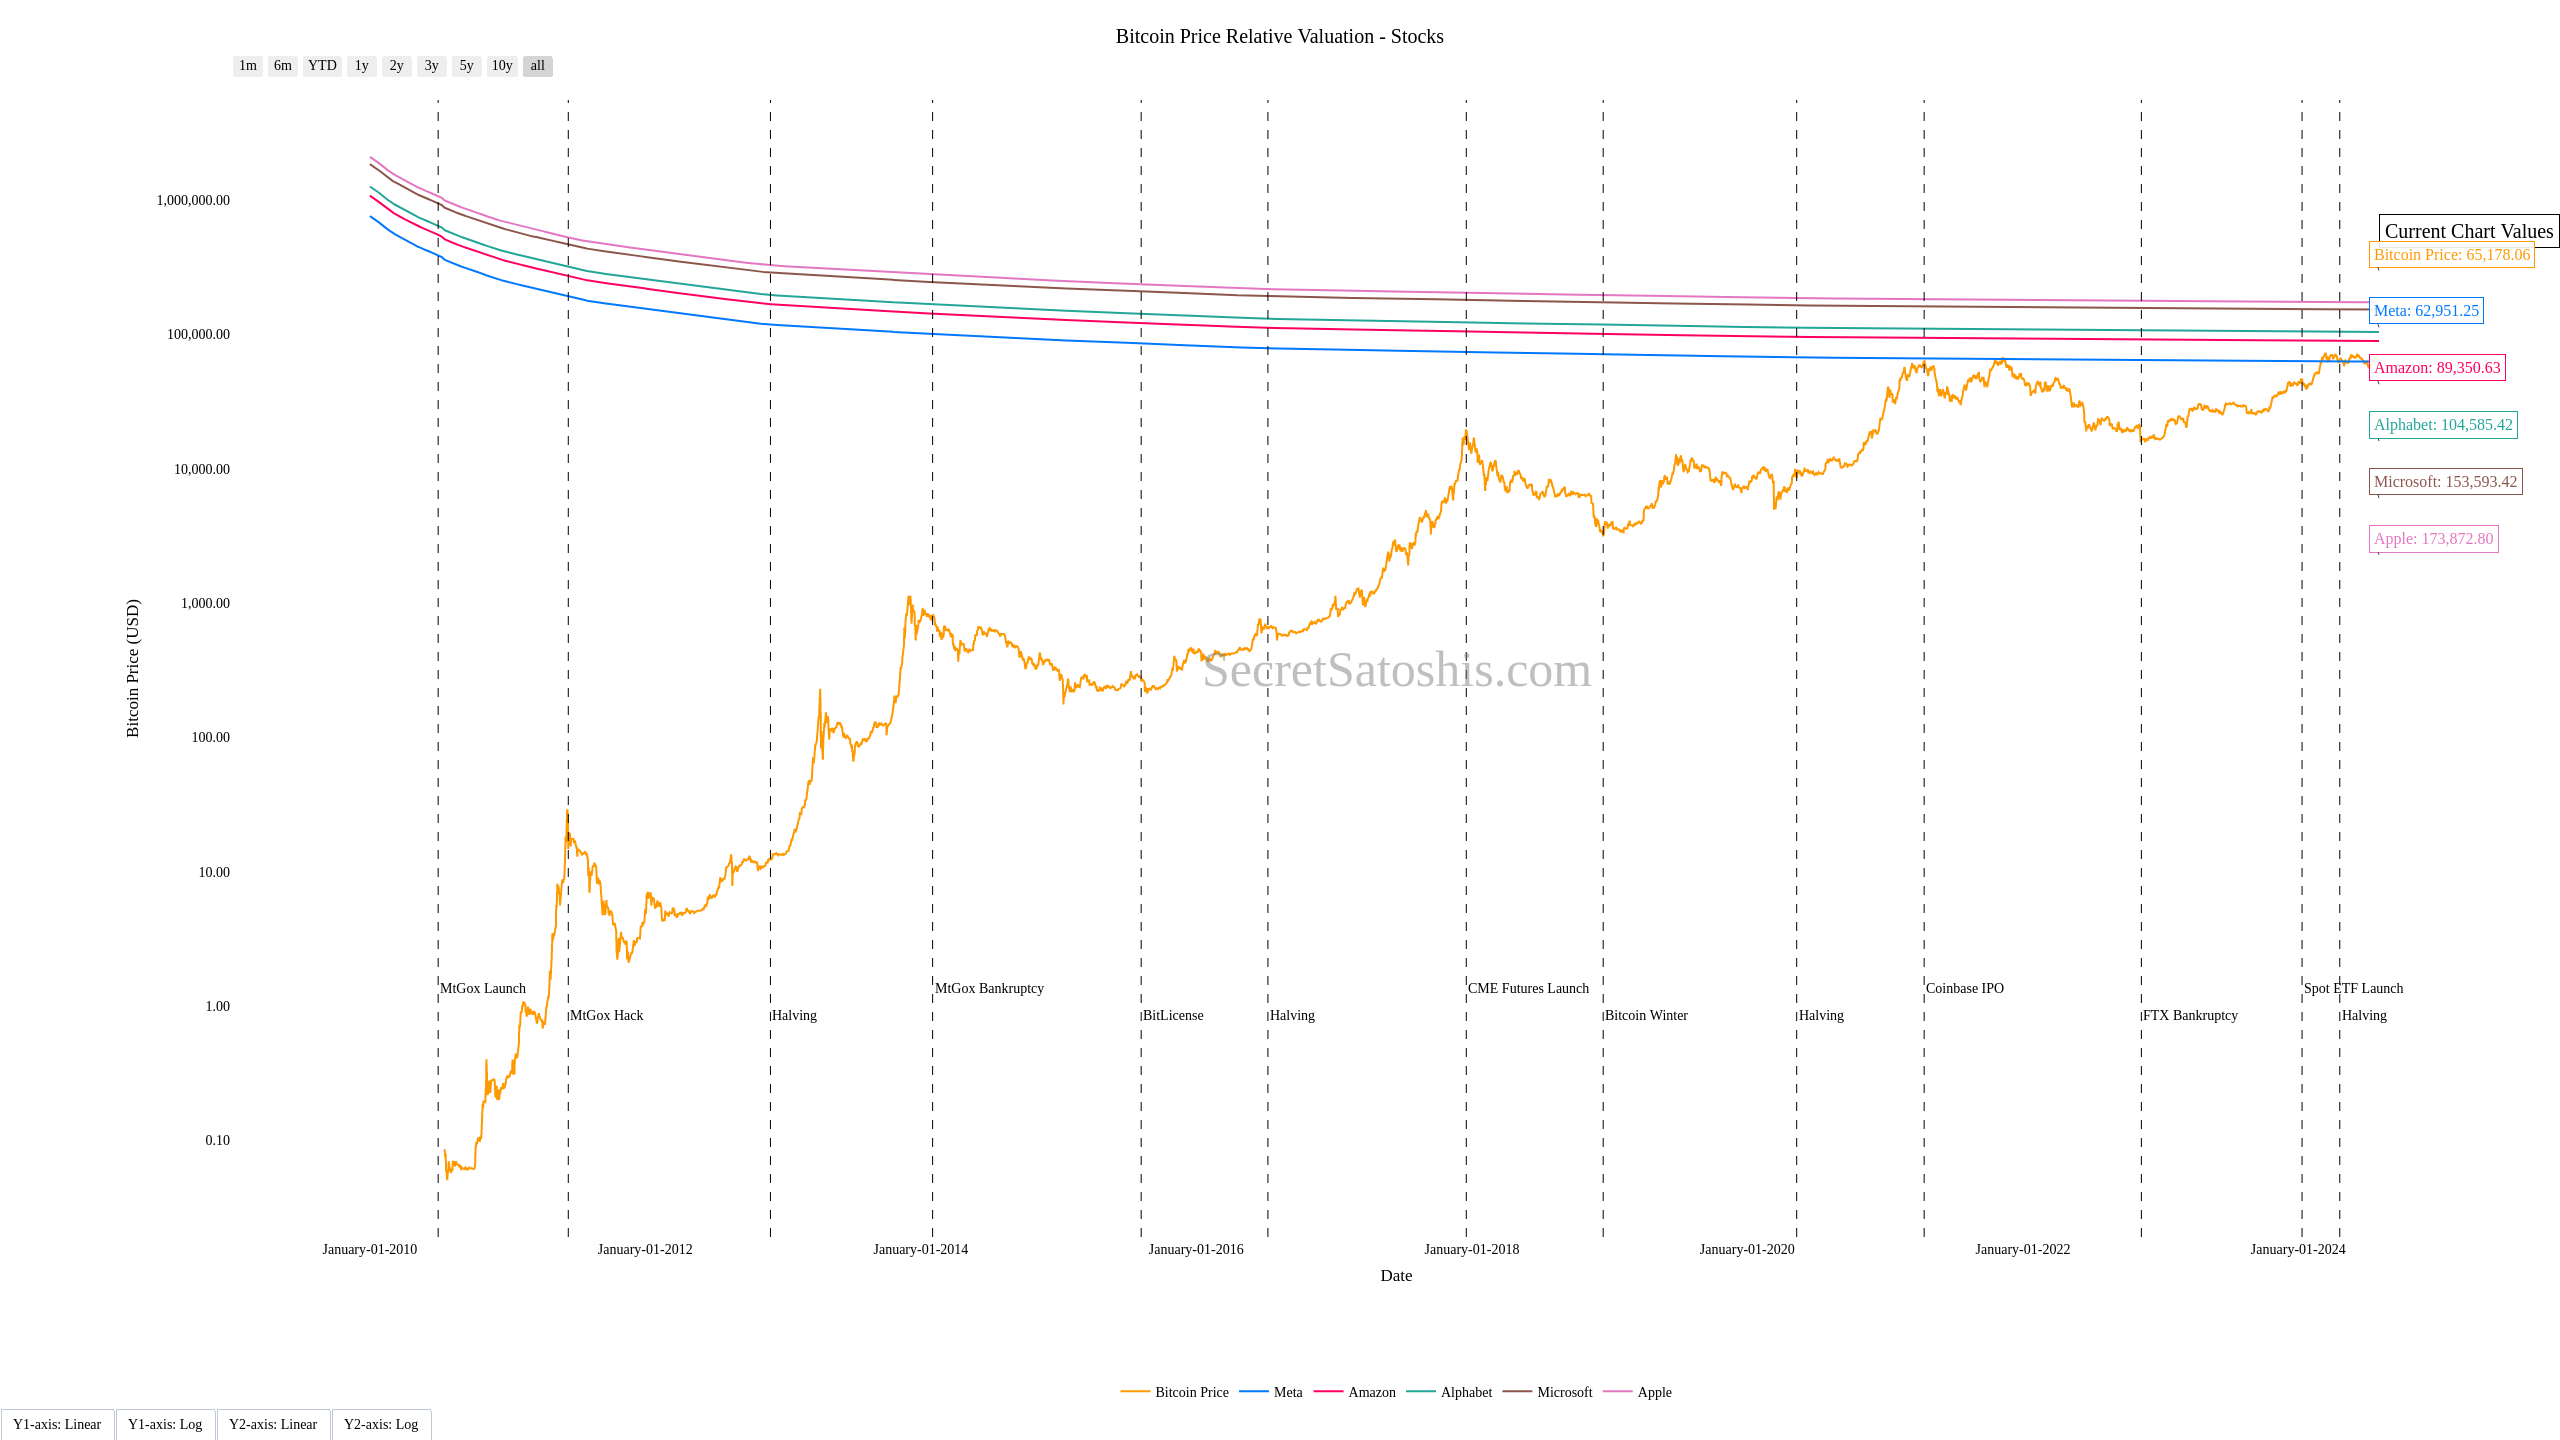 Bitcoin Price Relative Valuation - Stocks
1m 6m YTD 1y 2y 3y 5y 10y all
1,000,000.00
100,000.00
10,000.00
1,000.00
100.00
10.00
1.00
0.10
Bitcoin Price (USD)
Current Chart Values
Bitcoin Price: 65,178.06
Meta: 62,951.25
Amazon: 89,350.63
Alphabet: 104,585.42
Microsoft: 153,593.42
Apple: 173,872.80
SecretSatoshis.com
MtGox Launch
MtGox Hack
Halving
MtGox Bankruptcy
BitLicense
Halving
CME Futures Launch
Bitcoin Winter
Halving
Coinbase IPO
FTX Bankruptcy
Spot ETF Launch
Halving
January-01-2010 January-01-2012 January-01-2014 January-01-2016 January-01-2018 January-01-2020 January-01-2022 January-01-2024
Date
Bitcoin Price Meta Amazon Alphabet Microsoft Apple
Y1-axis: Linear Y1-axis: Log Y2-axis: Linear Y2-axis: Log